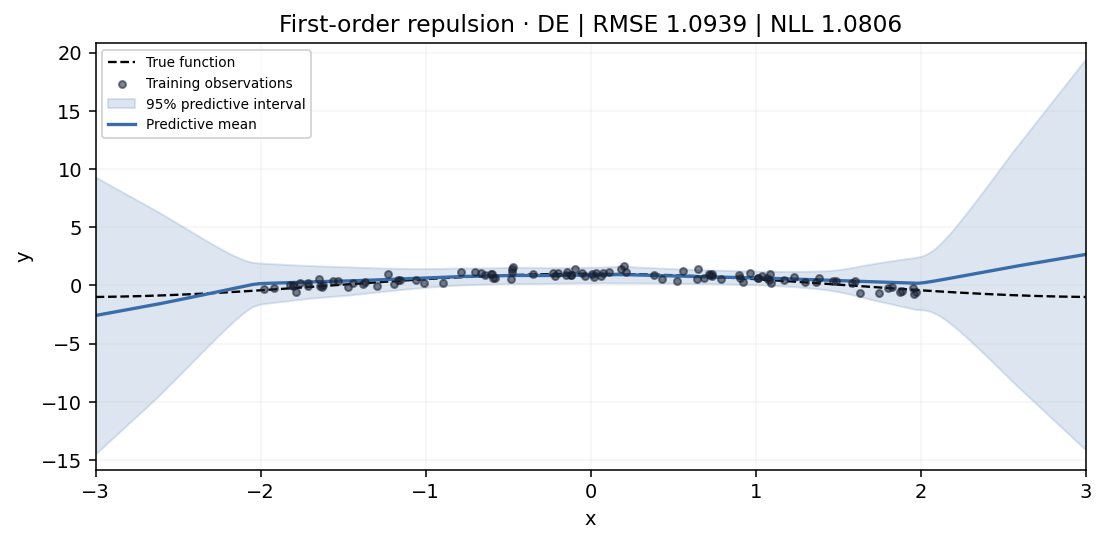 First-order repulsion · DE | RMSE 1.0939 | NLL 1.0806
True function
Training observations
95% predictive interval
Predictive mean
20
15
10
5
0
−5
−10
−15
y
−3
−2
−1
0
1
2
3
x